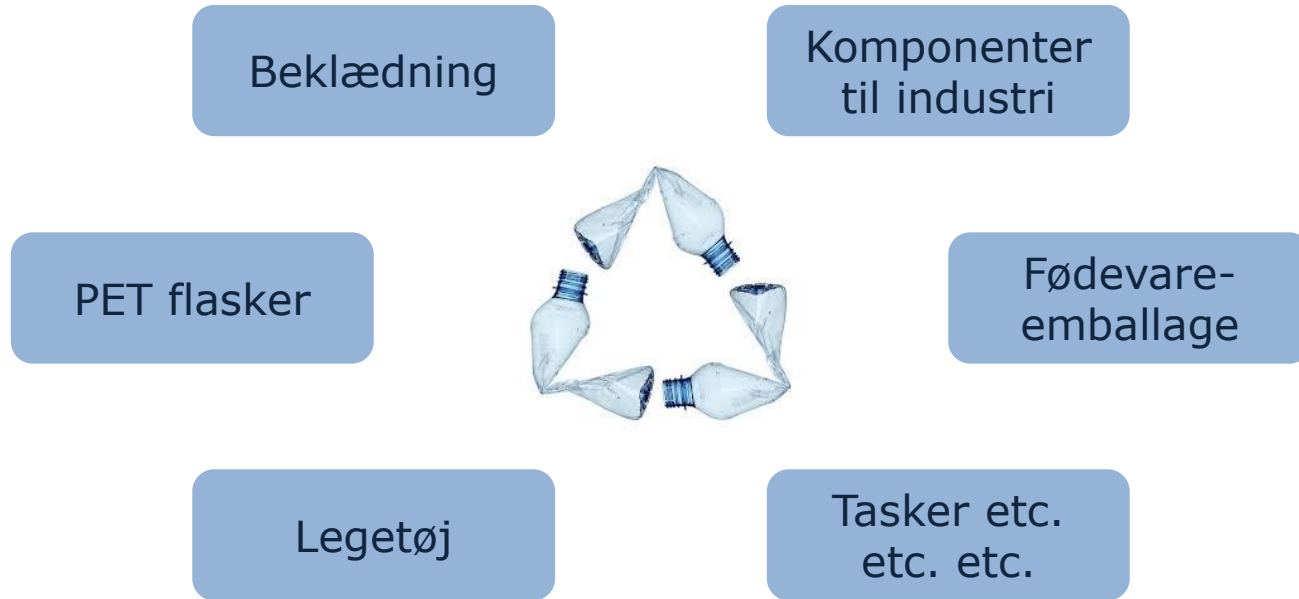 Beklædning
Komponenter
til industri
PET flasker
Fødevare-
emballage
Legetøj
Tasker etc.
etc. etc.